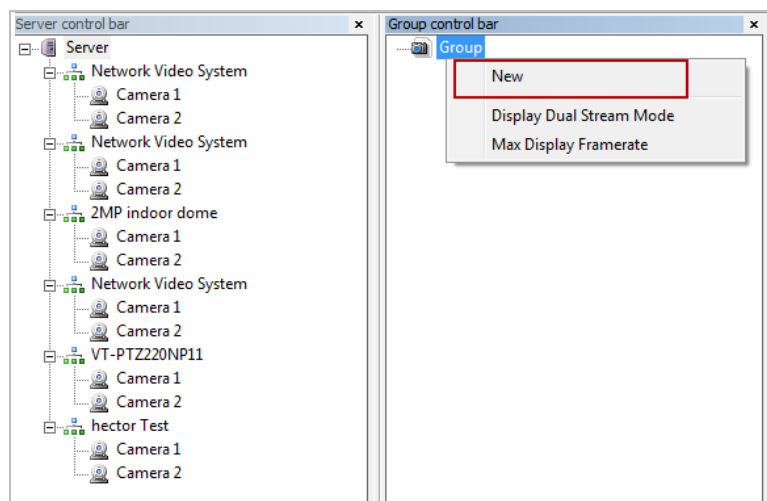 Server control bar x
Server
Network Video System
Camera 1
Camera 2
Network Video System
Camera 1
Camera 2
2MP indoor dome
Camera 1
Camera 2
Network Video System
Camera 1
Camera 2
VT-PTZ220NP11
Camera 1
Camera 2
hector Test
Camera 1
Camera 2
Group control bar x
Group
New
Display Dual Stream Mode
Max Display Framerate